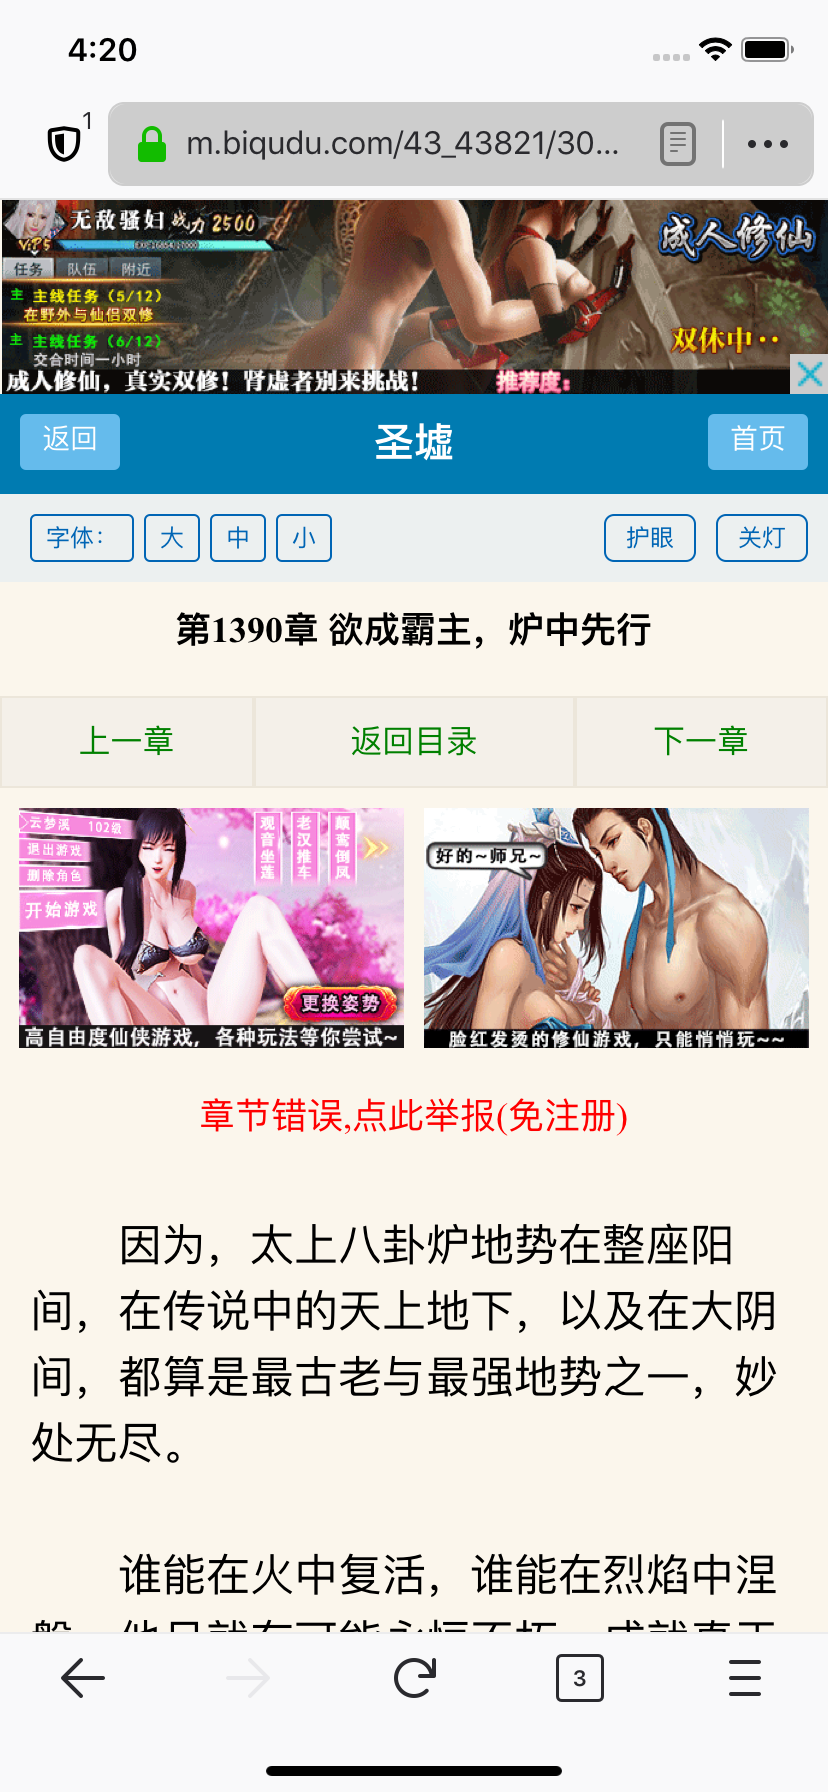 4:20
1
m.biqudu.com/43_43821/30...
无敌骚妇 战力 2500
VIP5
EXP:16854/17000
任务 队伍 附近
主 主线任务（5/12）
在野外与仙侣双修
主 主线任务（6/12）
交合时间一小时
成人修仙
双休中··
成人修仙，真实双修！肾虚者别来挑战！ 推荐度：
返回 圣墟 首页
字体： 大 中 小 护眼 关灯
第1390章 欲成霸主，炉中先行
上一章 返回目录 下一章
云梦溪 102级
退出游戏
删除角色
开始游戏
观音坐莲
老汉推车
颠鸾倒凤
更换姿势
高自由度仙侠游戏，各种玩法等你尝试~
好的~师兄~
脸红发烫的修仙游戏，只能悄悄玩~~
章节错误,点此举报(免注册)
因为，太上八卦炉地势在整座阳
间，在传说中的天上地下，以及在大阴
间，都算是最古老与最强地势之一，妙
处无尽。
谁能在火中复活，谁能在烈焰中涅
3